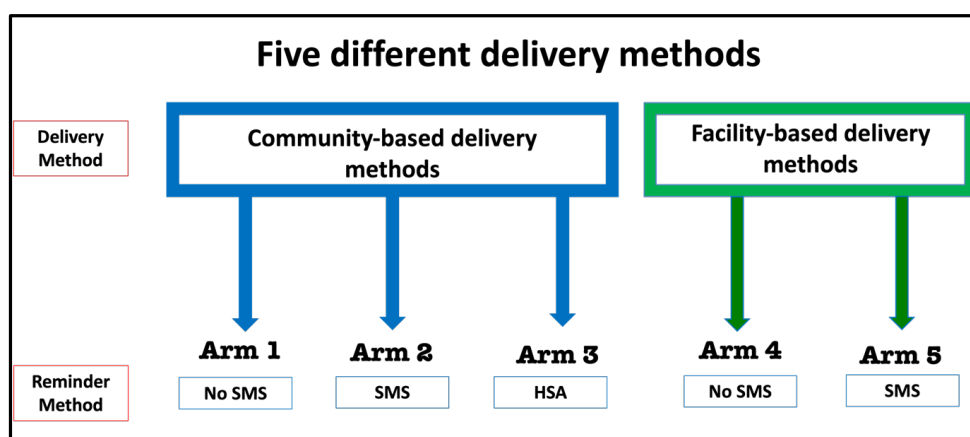 Five different delivery methods
Delivery
Method
Community-based delivery
methods
Facility-based delivery
methods
Arm 1
Arm 2
Arm 3
Arm 4
Arm 5
Reminder
Method
No SMS
SMS
HSA
No SMS
SMS